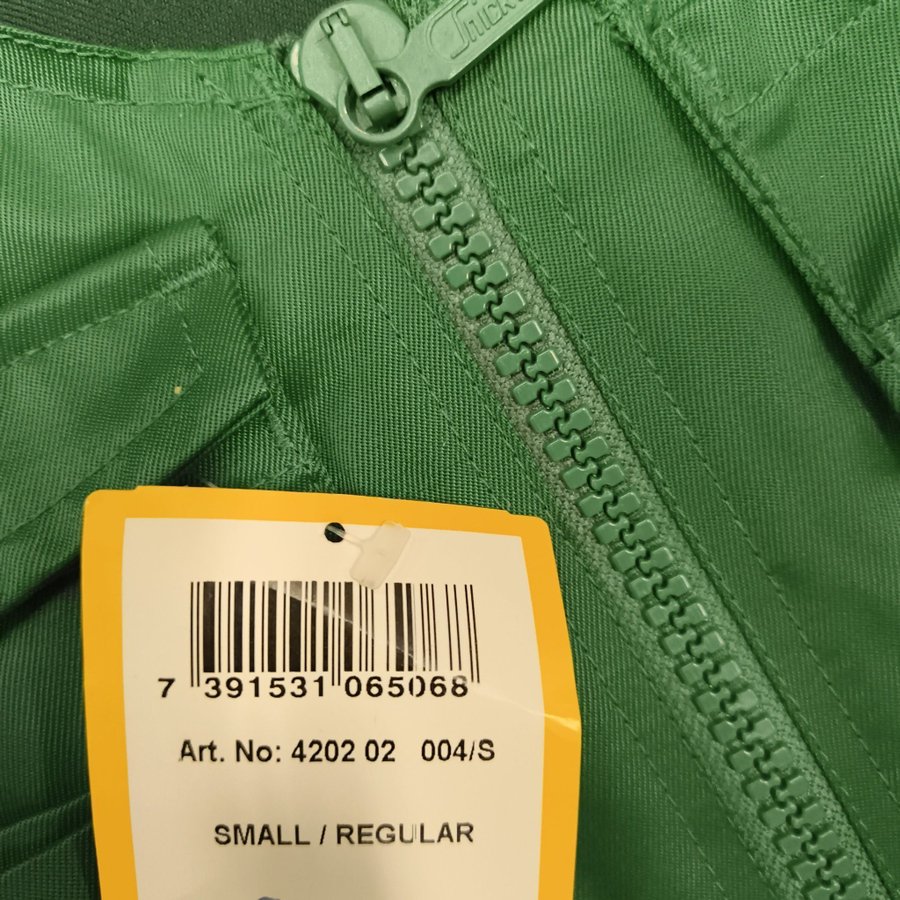 7 391531 065068
Art. No: 4202 02 004/S
SMALL / REGULAR